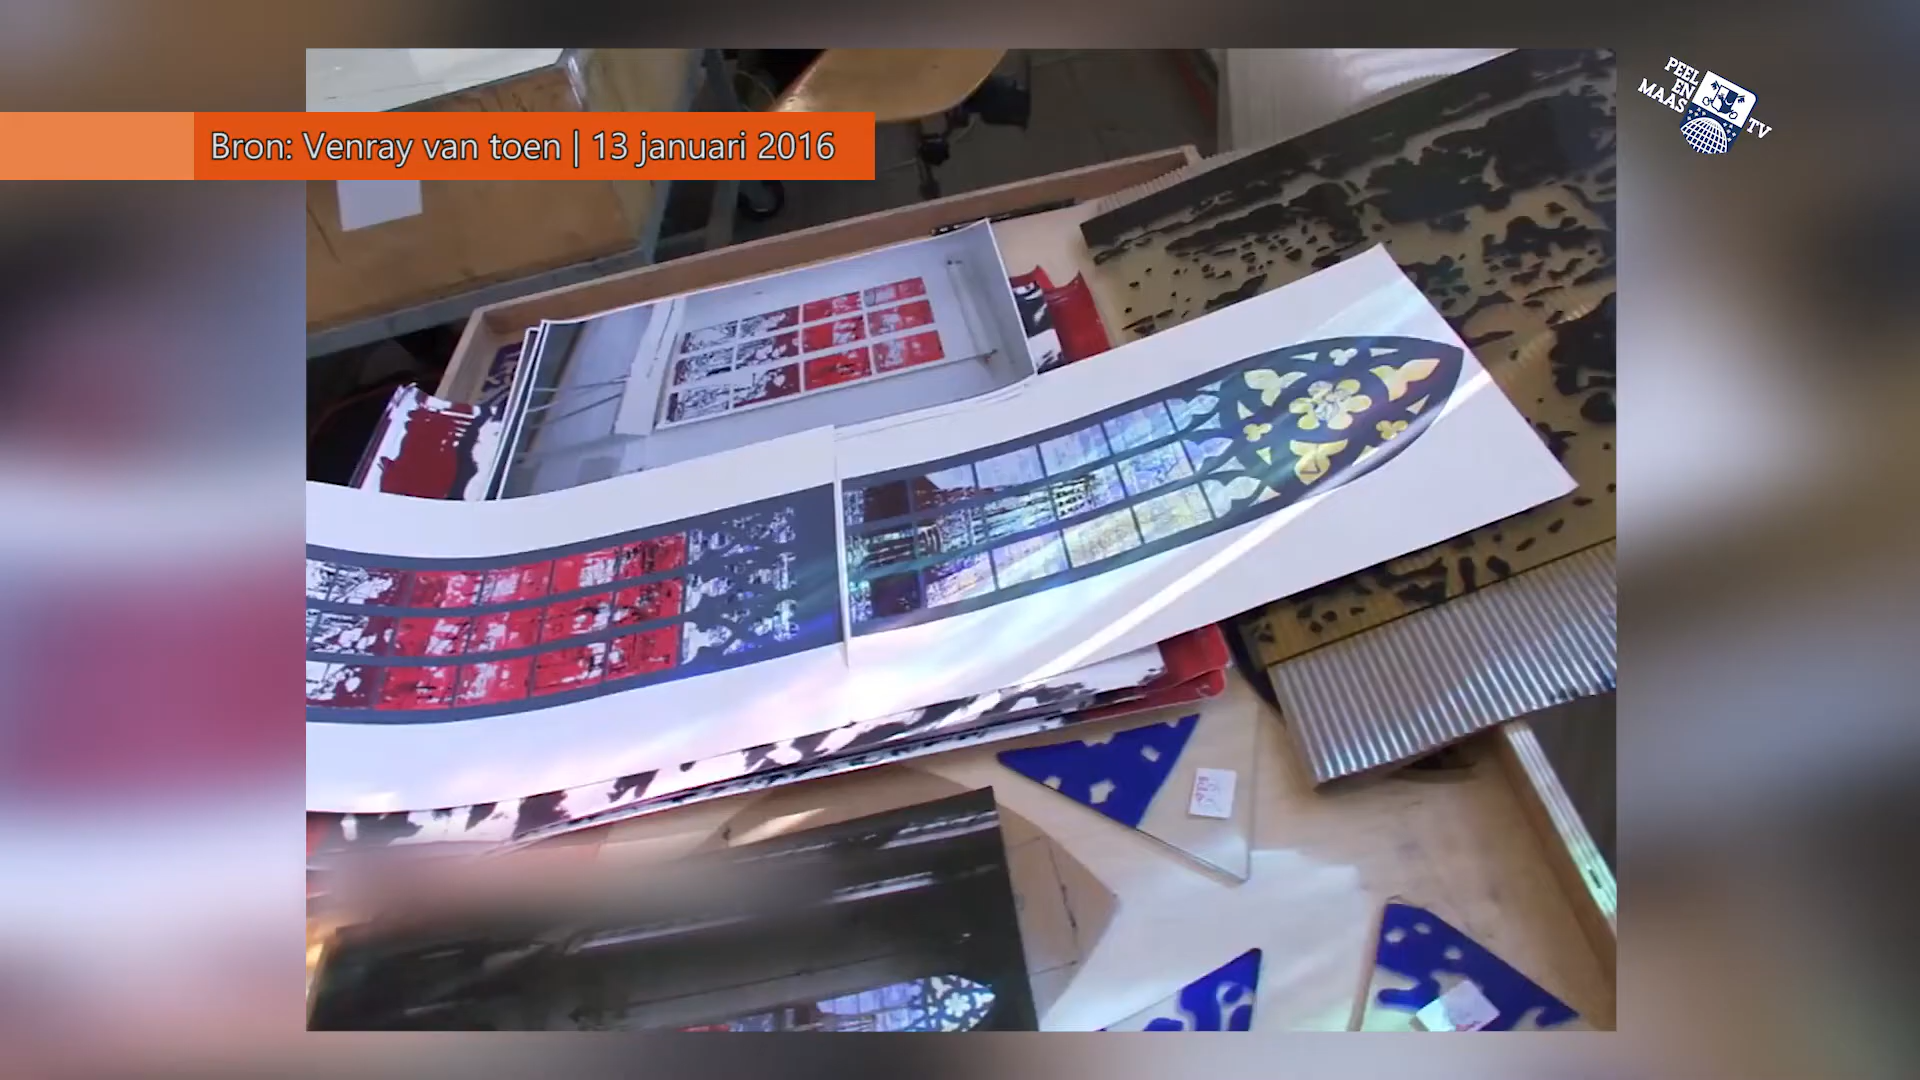 Bron: Venray van toen | 13 januari 2016
PEEL
EN
MAAS
TV